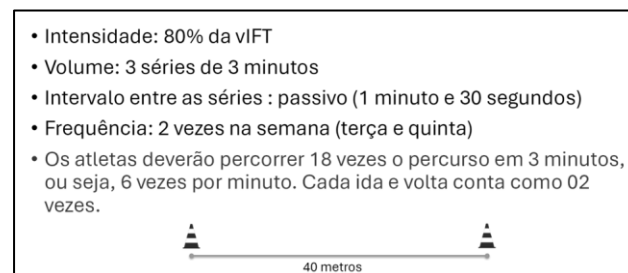 • Intensidade: 80% da vIFT
• Volume: 3 séries de 3 minutos
• Intervalo entre as séries : passivo (1 minuto e 30 segundos)
• Frequência: 2 vezes na semana (terça e quinta)
• Os atletas deverão percorrer 18 vezes o percurso em 3 minutos,
ou seja, 6 vezes por minuto. Cada ida e volta conta como 02
vezes.
40 metros